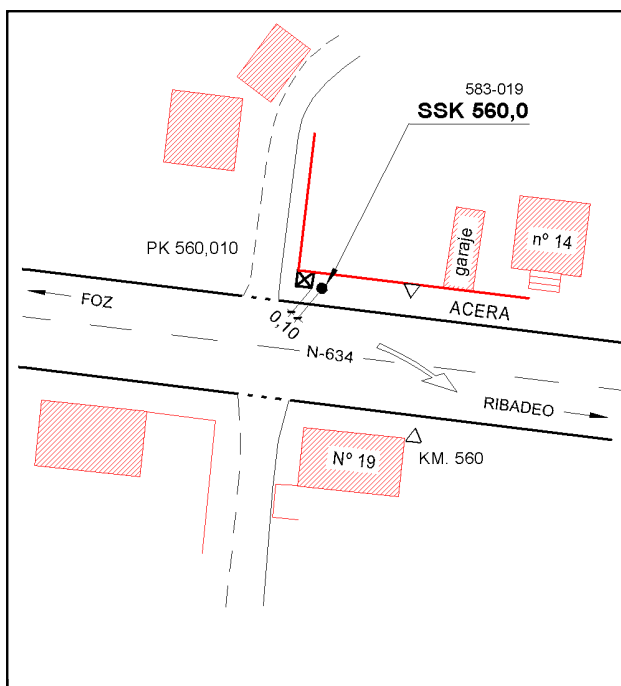 583-019
SSK 560,0
garaje
nº 14
PK 560,010
FOZ
ACERA
0,10
N-634
RIBADEO
Nº 19
KM. 560